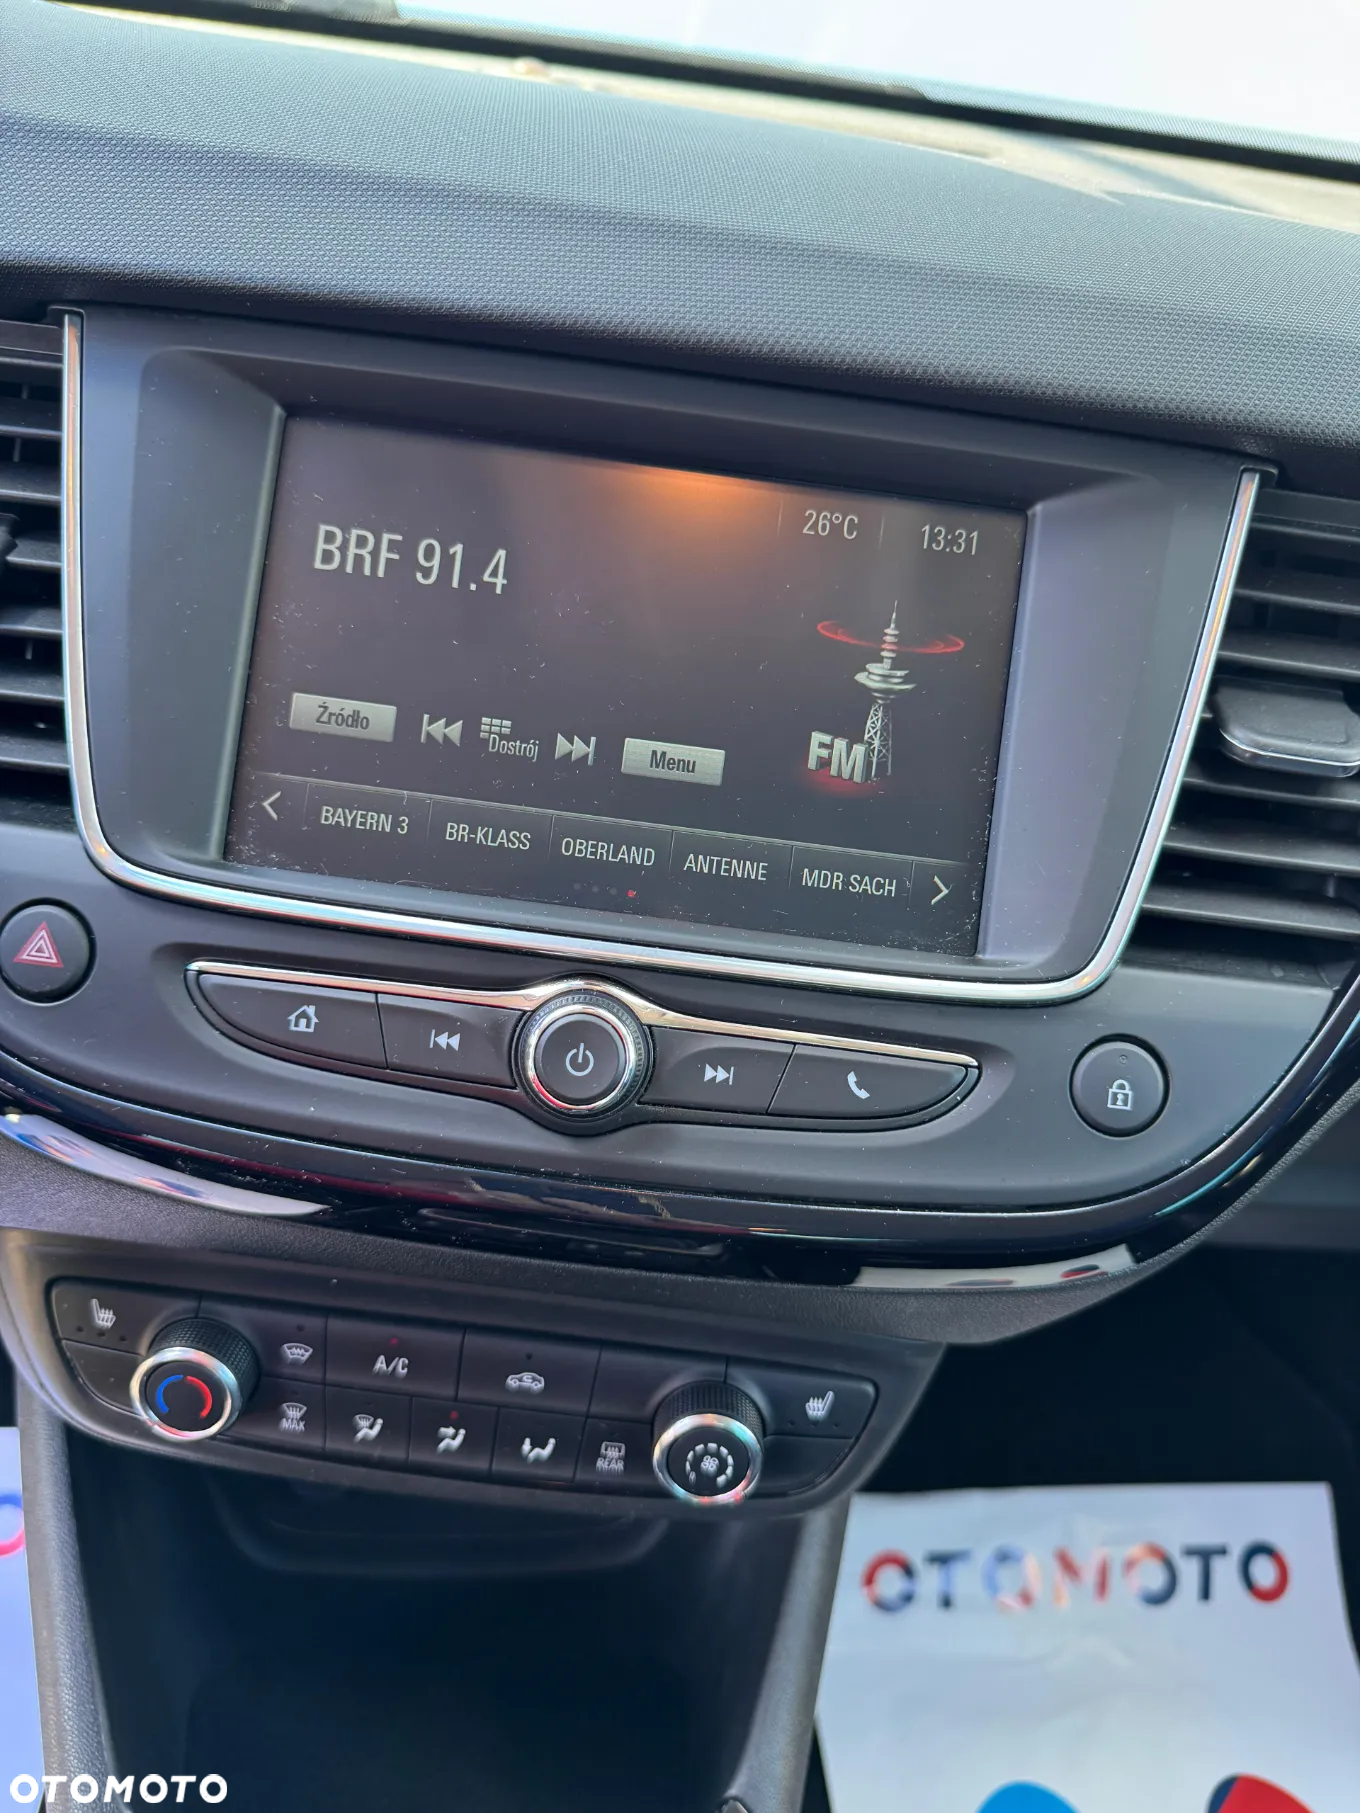 26°C 13:31
BRF 91.4
Źródło
Dostrój
Menu
FM
BAYERN 3 BR-KLASS OBERLAND ANTENNE MDR SACH
A/C
MAX
REAR
OTOMOTO
OTOMOTO